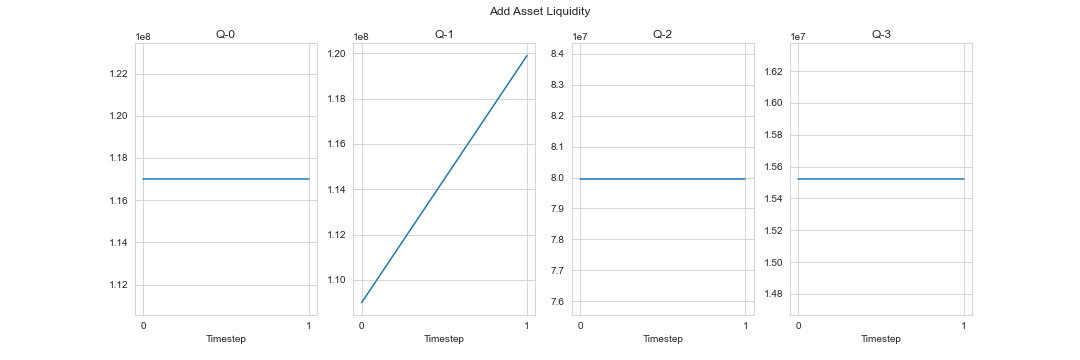 Add Asset Liquidity
Q-0
1e8
1.22
1.20
1.18
1.16
1.14
1.12
0
1
Timestep
Q-1
1e8
1.20
1.18
1.16
1.14
1.12
1.10
0
1
Timestep
Q-2
1e7
8.4
8.3
8.2
8.1
8.0
7.9
7.8
7.7
7.6
0
1
Timestep
Q-3
1e7
1.62
1.60
1.58
1.56
1.54
1.52
1.50
1.48
0
1
Timestep